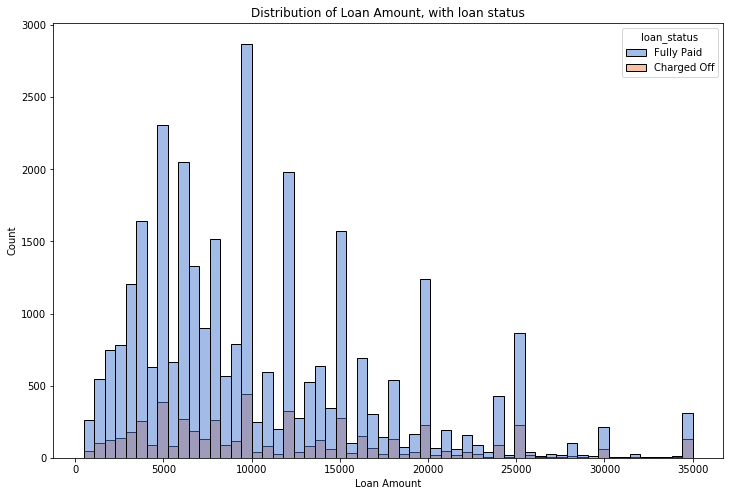 Distribution of Loan Amount, with loan status
loan_status
Fully Paid
Charged Off
3000
2500
2000
1500
1000
500
0
Count
0 5000 10000 15000 20000 25000 30000 35000
Loan Amount